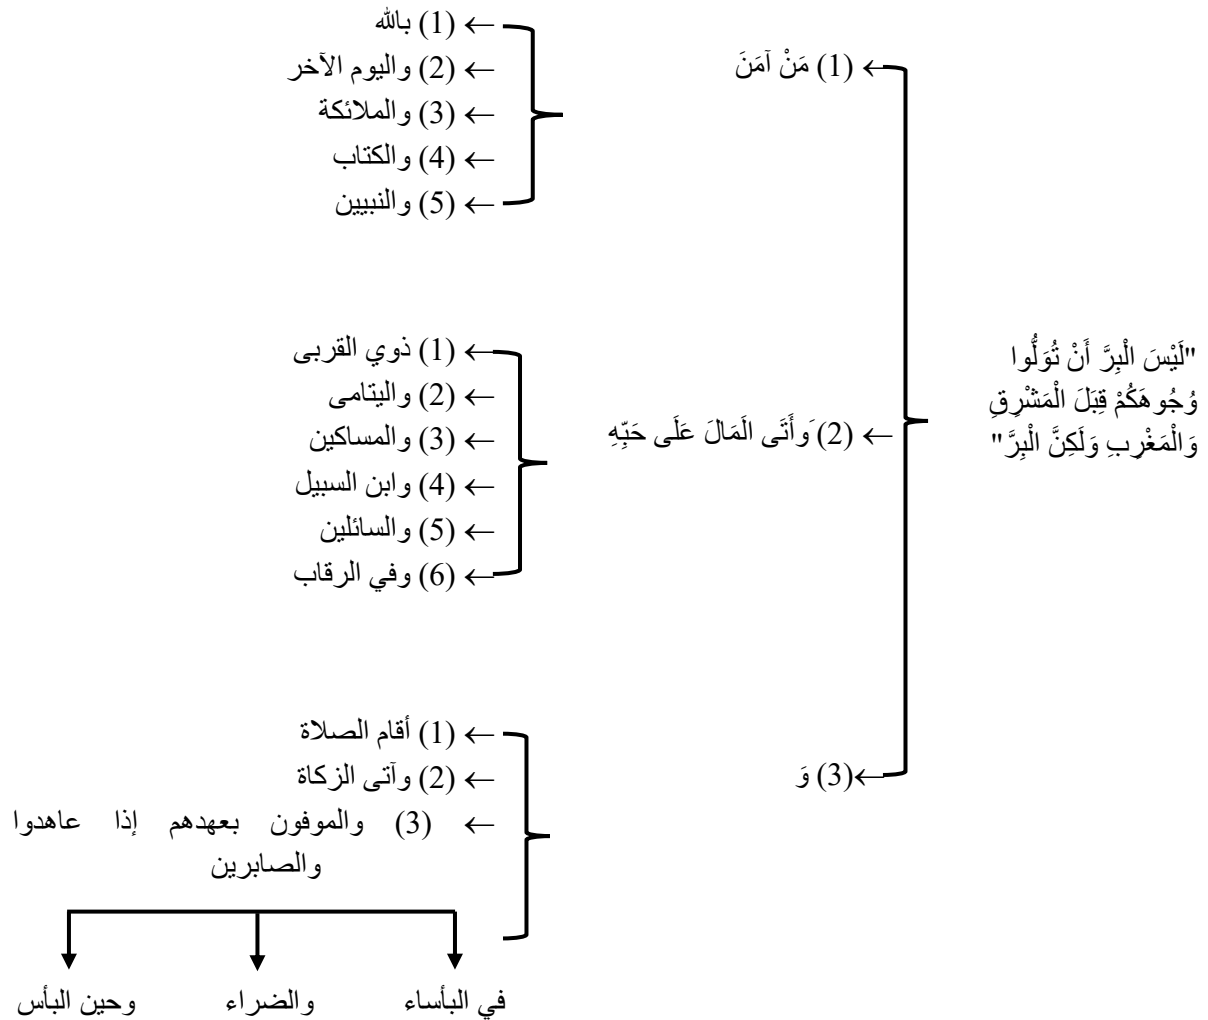 "لَيْسَ الْبِرَّ أَنْ تُوَلُّوا
وُجُوهَكُمْ قِبَلَ الْمَشْرِقِ
وَالْمَغْرِبِ وَلَكِنَّ الْبِرَّ"
← (1) مَنْ آمَنَ
← (1) بالله
← (2) واليوم الآخر
← (3) والملائكة
← (4) والكتاب
← (5) والنبيين
← (2) َوأَتَى الَمَالَ عَلَى حَبِّهِ
← (1) ذوي القربى
← (2) واليتامى
← (3) والمساكين
← (4) وابن السبيل
← (5) والسائلين
← (6) وفي الرقاب
←(3) وَ
← (1) أقام الصلاة
← (2) وآتى الزكاة
← (3) والموفون بعهدهم إذا عاهدوا
والصابرين
في البأساء
والضراء
وحين البأس